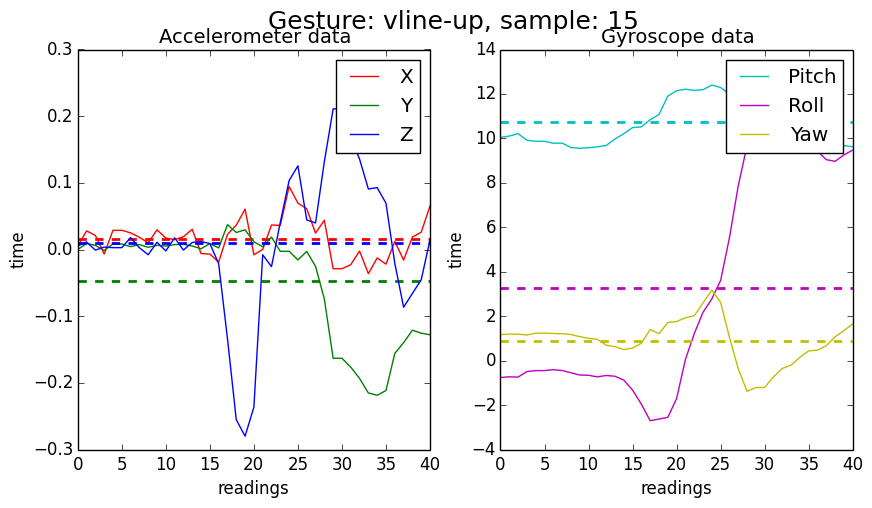 Gesture: vline-up, sample: 15
Accelerometer data
0.3
0.2
0.1
0.0
−0.1
−0.2
−0.3
time
0 5 10 15 20 25 30 35 40
readings
X
Y
Z
Gyroscope data
14
12
10
8
6
4
2
0
−2
−4
time
0 5 10 15 20 25 30 35 40
readings
Pitch
Roll
Yaw